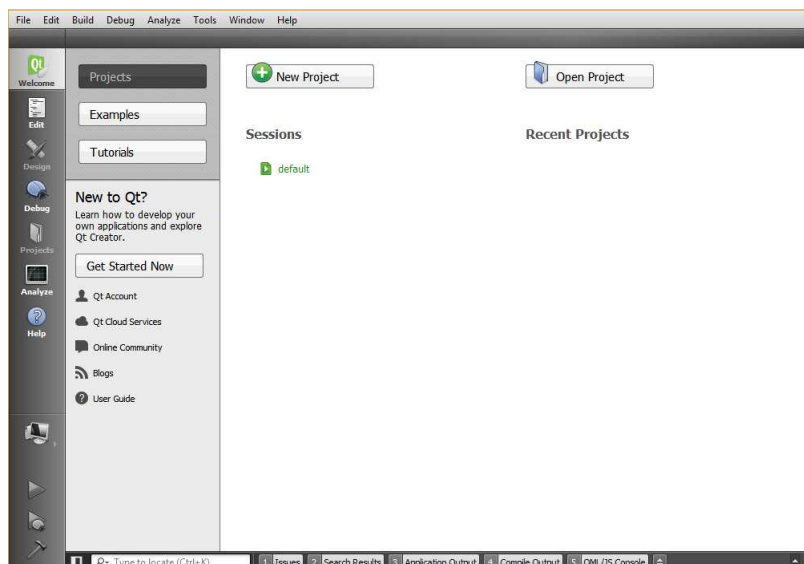 File Edit Build Debug Analyze Tools Window Help
Qt
Welcome
Edit
Design
Debug
Projects
Analyze
Help
Projects
Examples
Tutorials
New to Qt?
Learn how to develop your
own applications and explore
Qt Creator.
Get Started Now
Qt Account
Qt Cloud Services
Online Community
Blogs
User Guide
New Project
Open Project
Sessions
default
Recent Projects
Type to locate (Ctrl+K)
1 Issues 2 Search Results 3 Application Output 4 Compile Output 5 QML/JS Console